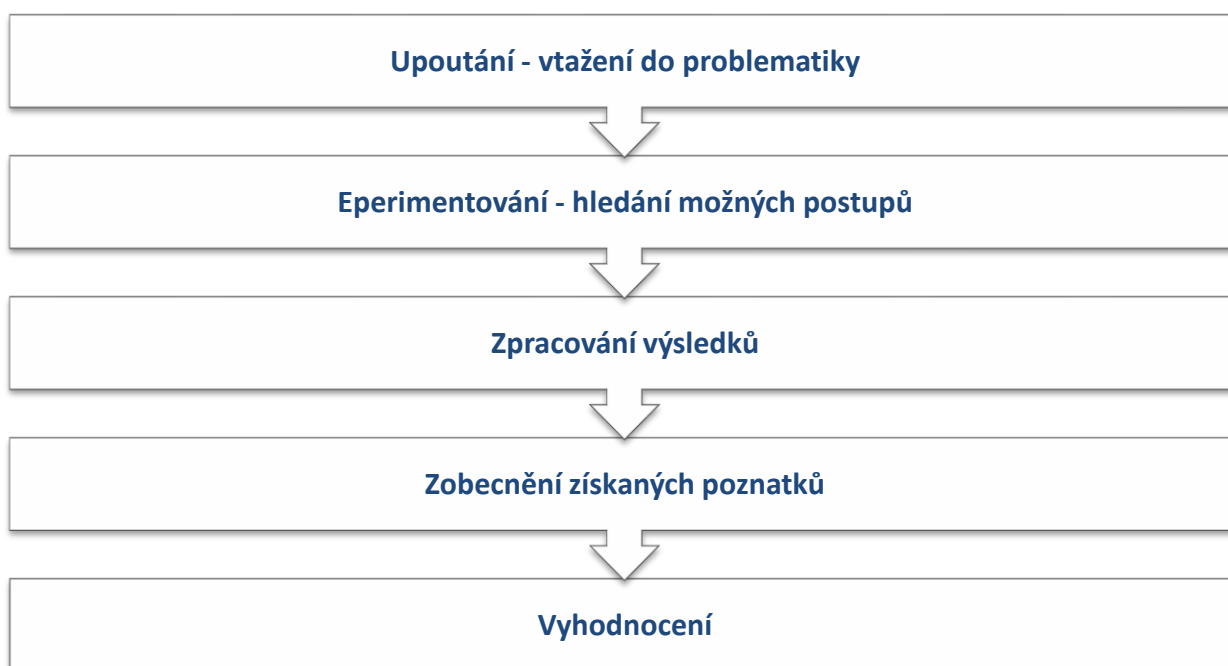 Upoutání - vtažení do problematiky
Eperimentování - hledání možných postupů
Zpracování výsledků
Zobecnění získaných poznatků
Vyhodnocení